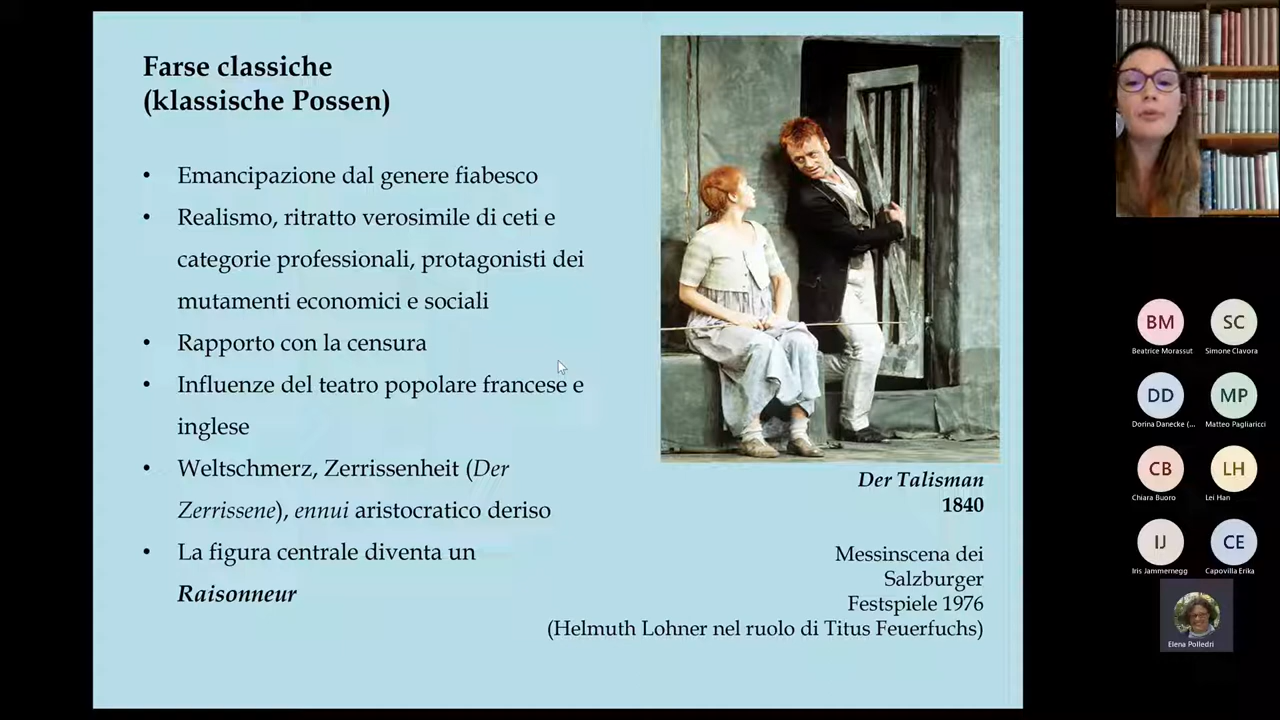 Farse classiche
(klassische Possen)
• Emancipazione dal genere fiabesco
• Realismo, ritratto verosimile di ceti e
categorie professionali, protagonisti dei
mutamenti economici e sociali
• Rapporto con la censura
• Influenze del teatro popolare francese e
inglese
• Weltschmerz, Zerrissenheit (Der
Zerrissene), ennui aristocratico deriso
• La figura centrale diventa un
Raisonneur
Der Talisman
1840
Messinscena dei
Salzburger
Festspiele 1976
(Helmuth Lohner nel ruolo di Titus Feuerfuchs)
BM SC
Beatrice Morassut Simone Clavora
DD MP
Dorina Danecke (... Matteo Pagliaricci
CB LH
Chiara Buoro Lei Han
IJ CE
Iris Jammernegg Capovilla Erika
Elena Polledri